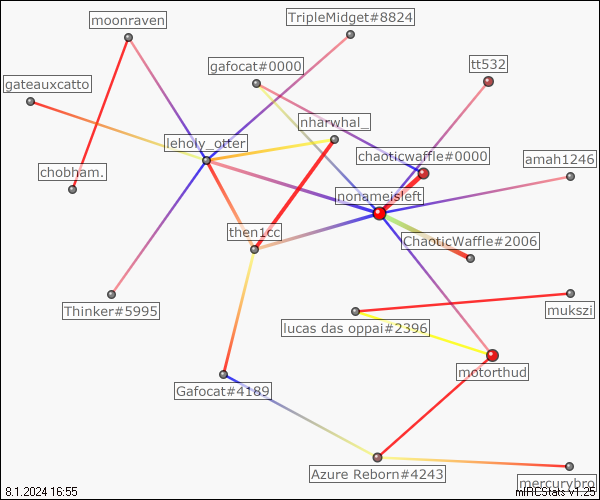 moonraven
TripleMidget#8824
gafocat#0000
tt532
gateauxcatto
nharwhal_
leholy_otter
chaoticwaffle#0000
amah1246
chobham.
nonameisleft
then1cc
ChaoticWaffle#2006
Thinker#5995
mukszi
lucas das oppai#2396
motorthud
Gafocat#4189
Azure Reborn#4243
mercurybro
8.1.2024 16:55
mIRCStats v1.25